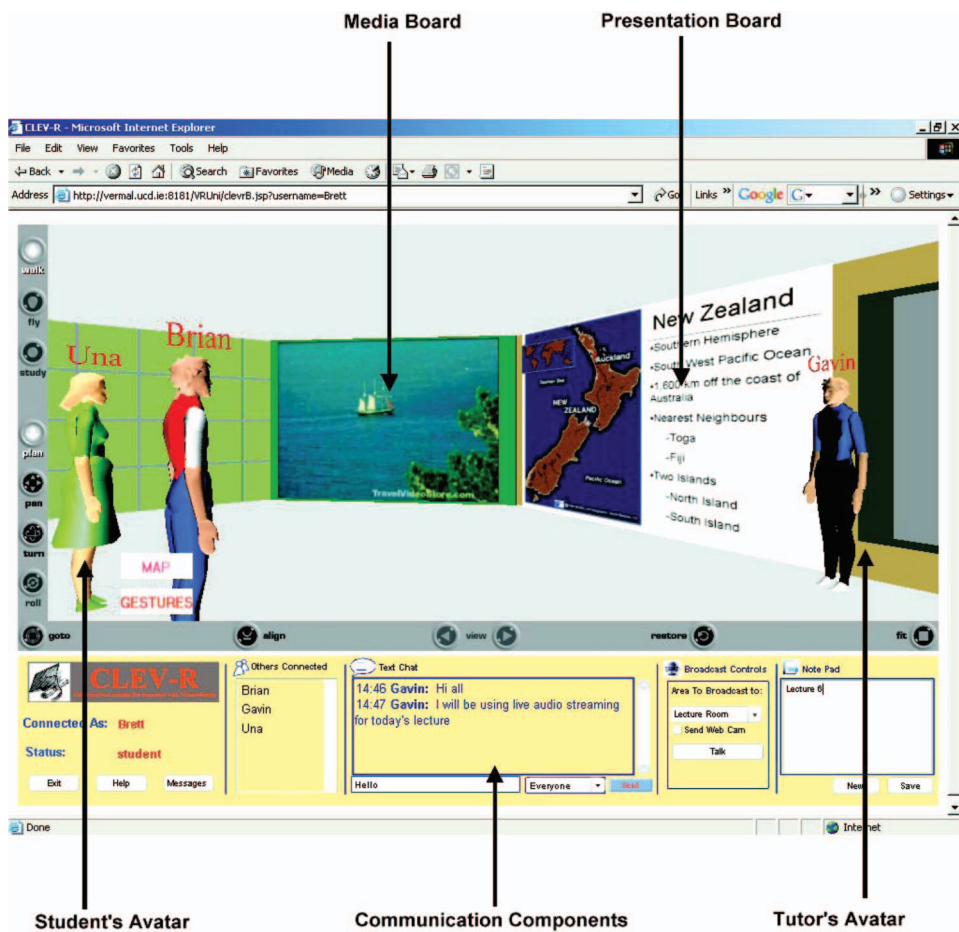 Media Board
Presentation Board
CLEV-R - Microsoft Internet Explorer
File Edit View Favorites Tools Help
Back Search Favorites Media
Address http://vermal.ucd.ie:8181/VRUni/clevrB.jsp?username=Brett Go Links » Google G » Settings
walk
fly
study
plan
pan
turn
roll
Una
Brian
MAP
GESTURES
TravelVideoStore.com
Auckland
Tasman Sea
NEW
ZEALAND
Pacific Ocean
New Zealand
•Southern Hemisphere
•South West Pacific Ocean
•1,600 km off the coast of
Australia
•Nearest Neighbours
-Toga
-Fiji
•Two Islands
-North Island
-South Island
Gavin
goto align view restore fit
CLEV-R
Connected As: Brett
Status: student
Exit Help Messages
Others Connected
Brian
Gavin
Una
Text Chat
14:46 Gavin: Hi all
14:47 Gavin: I will be using live audio streaming
for today's lecture
Hello Everyone Send
Broadcast Controls
Area To Broadcast to:
Lecture Room
Send Web Cam
Talk
Note Pad
Lecture 6
New Save
Done Internet
Student's Avatar
Communication Components
Tutor's Avatar